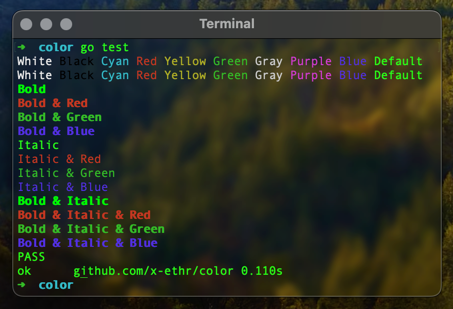 Terminal
➜ color go test
White Black Cyan Red Yellow Green Gray Purple Blue Default
White Black Cyan Red Yellow Green Gray Purple Blue Default
Bold
Bold & Red
Bold & Green
Bold & Blue
Italic
Italic & Red
Italic & Green
Italic & Blue
Bold & Italic
Bold & Italic & Red
Bold & Italic & Green
Bold & Italic & Blue
PASS
ok github.com/x-ethr/color 0.110s
➜ color